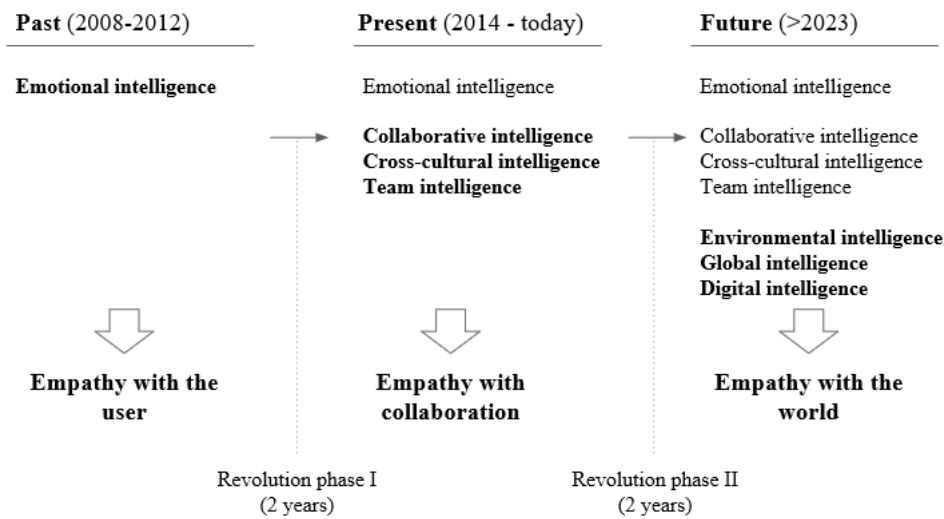 Past (2008-2012)
Emotional intelligence
Empathy with the
user
Present (2014 - today)
Emotional intelligence
Collaborative intelligence
Cross-cultural intelligence
Team intelligence
Empathy with
collaboration
Future (>2023)
Emotional intelligence
Collaborative intelligence
Cross-cultural intelligence
Team intelligence
Environmental intelligence
Global intelligence
Digital intelligence
Empathy with the
world
Revolution phase I
(2 years)
Revolution phase II
(2 years)